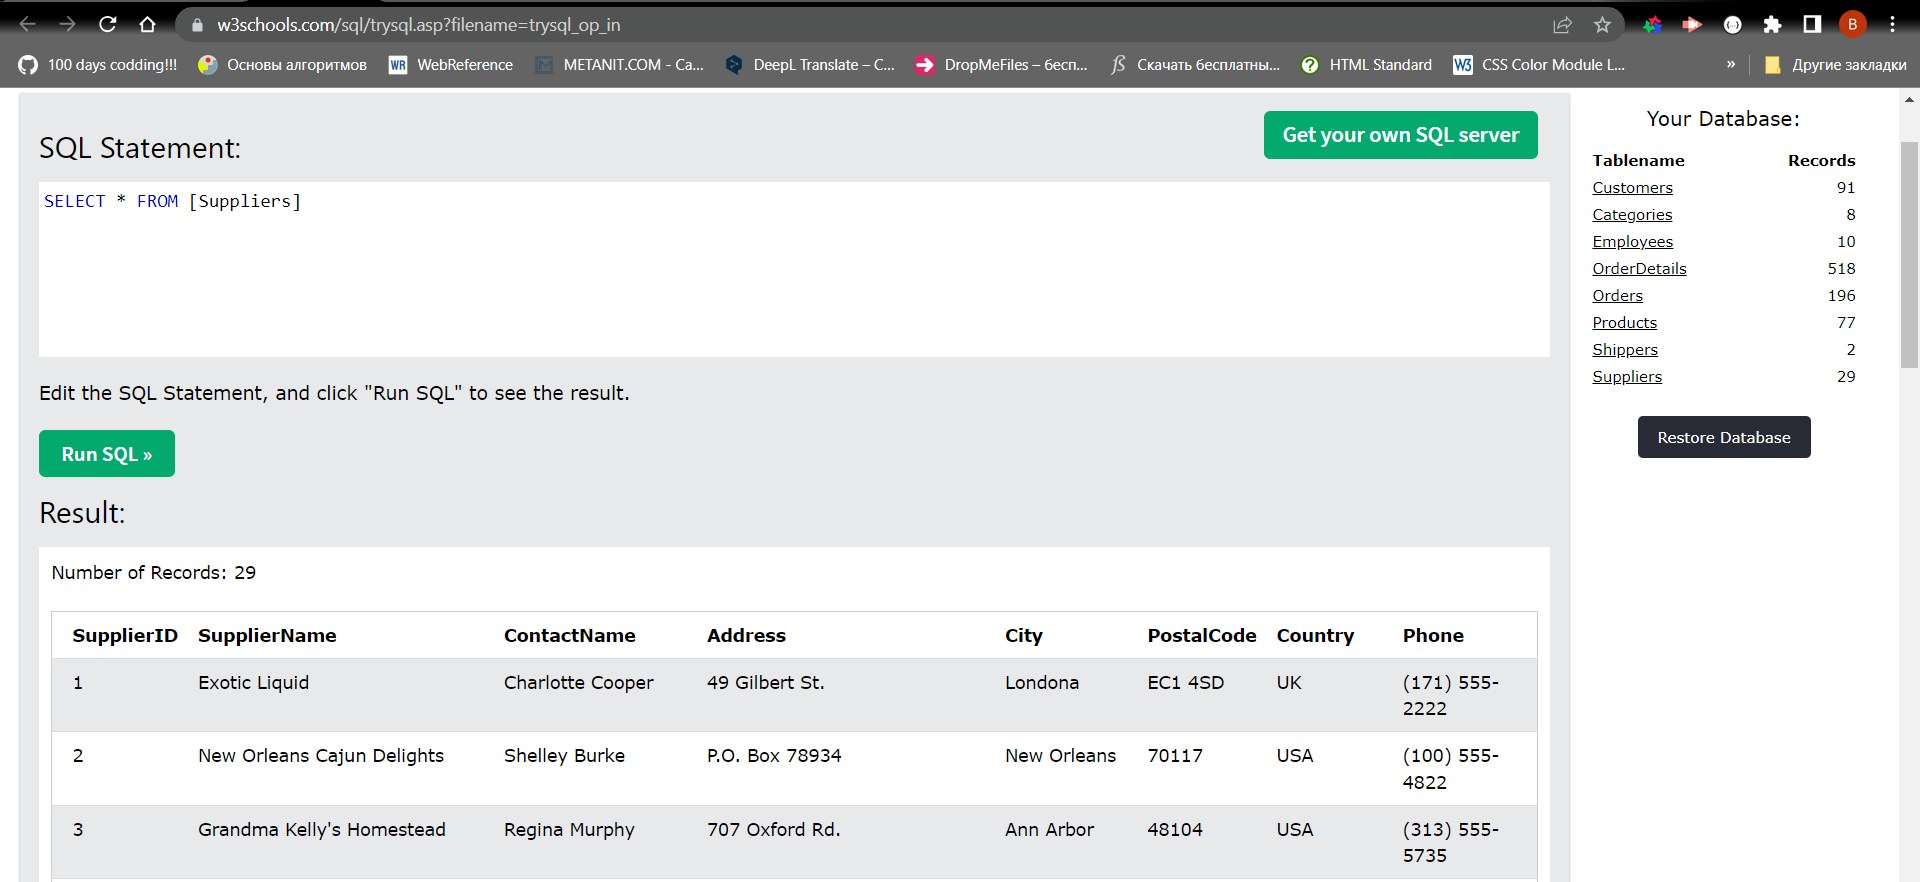 w3schools.com/sql/trysql.asp?filename=trysql_op_in
B
100 days codding!!! Основы алгоритмов WR WebReference METANIT.COM - Са... DeepL Translate – С... DropMeFiles – бесп... Скачать бесплатны... HTML Standard W3 CSS Color Module L... » Другие закладки
SQL Statement:
Get your own SQL server
SELECT * FROM [Suppliers]
Edit the SQL Statement, and click "Run SQL" to see the result.
Run SQL »
Result:
Number of Records: 29
SupplierID SupplierName ContactName Address City PostalCode Country Phone
1 Exotic Liquid Charlotte Cooper 49 Gilbert St. Londona EC1 4SD UK (171) 555-
2222
2 New Orleans Cajun Delights Shelley Burke P.O. Box 78934 New Orleans 70117 USA (100) 555-
4822
3 Grandma Kelly's Homestead Regina Murphy 707 Oxford Rd. Ann Arbor 48104 USA (313) 555-
5735
Your Database:
Tablename Records
Customers 91
Categories 8
Employees 10
OrderDetails 518
Orders 196
Products 77
Shippers 2
Suppliers 29
Restore Database